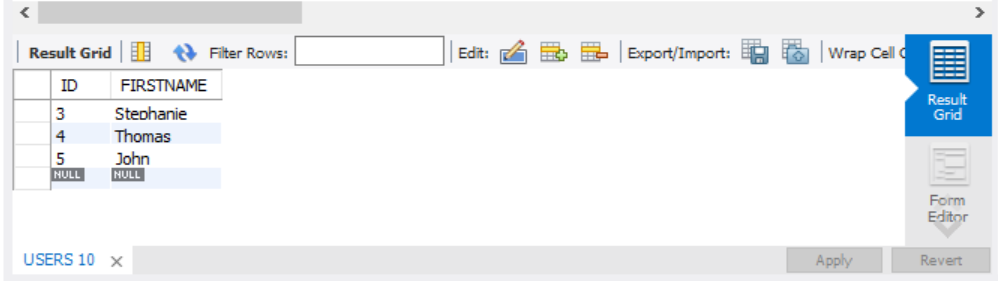 Result Grid Filter Rows: Edit: Export/Import: Wrap Cell C
ID FIRSTNAME
3 Stephanie
4 Thomas
5 John
NULL NULL
Result
Grid
Form
Editor
USERS 10 Apply Revert